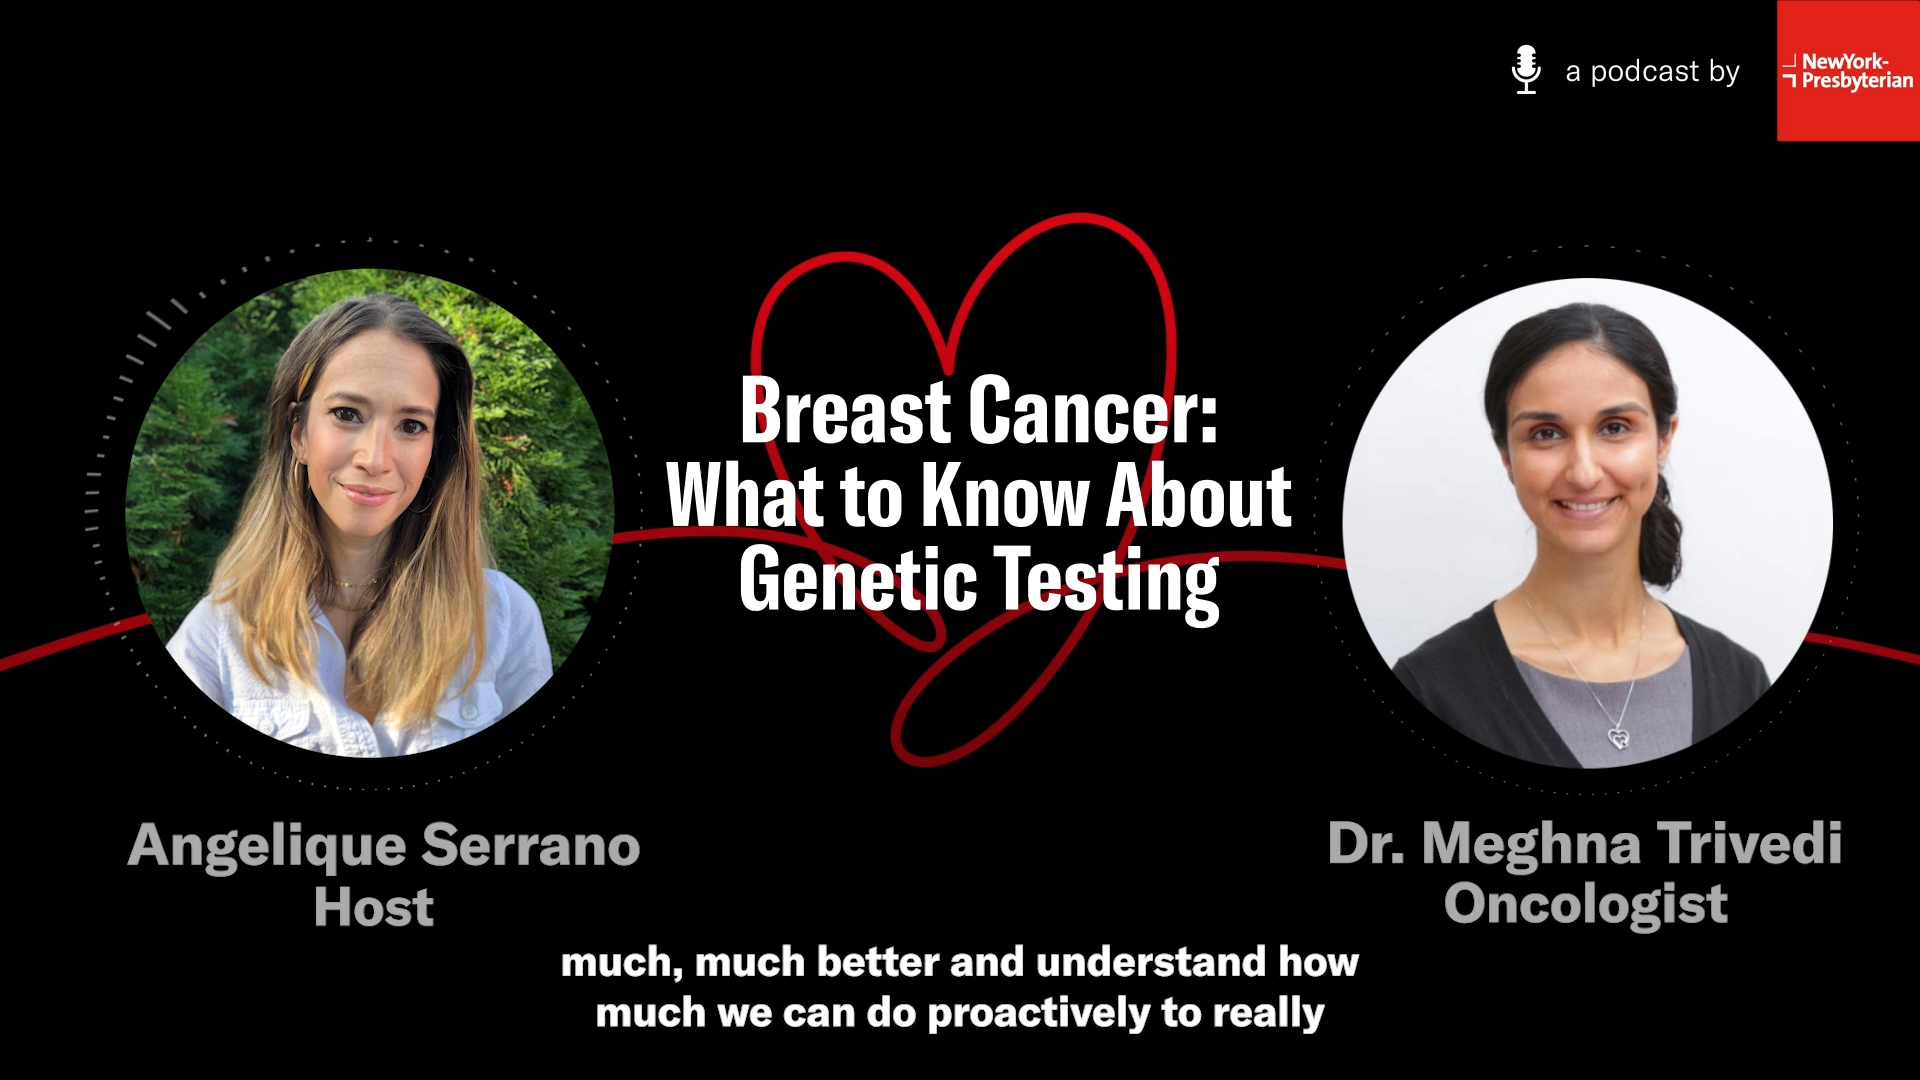 a podcast by
NewYork-
Presbyterian
Breast Cancer:
What to Know About
Genetic Testing
Angelique Serrano
Host
Dr. Meghna Trivedi
Oncologist
much, much better and understand how
much we can do proactively to really